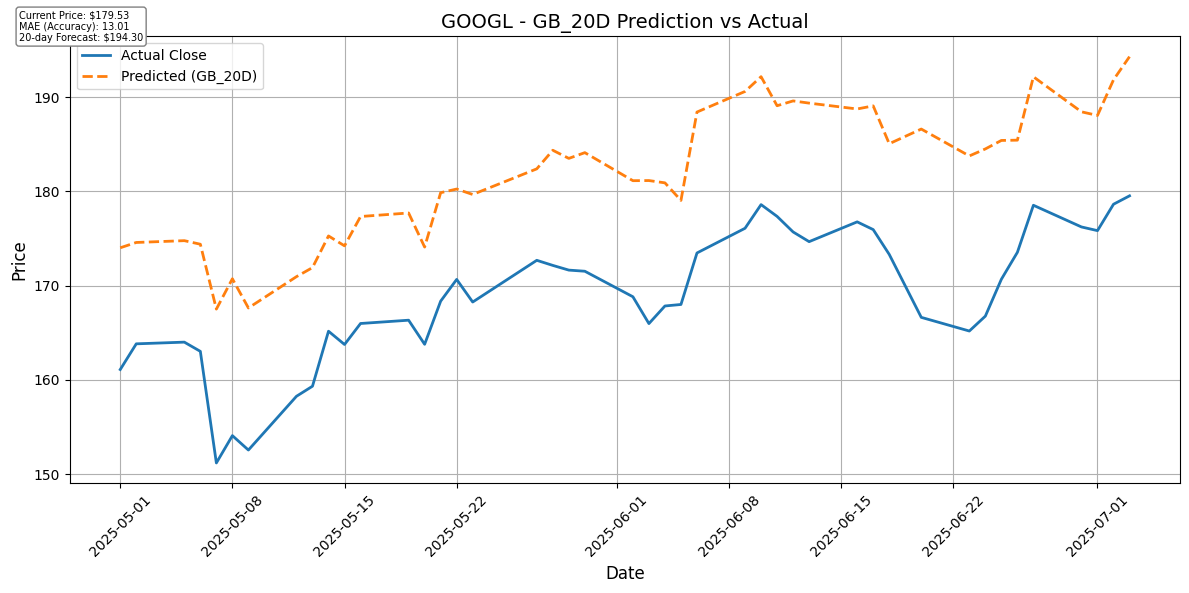 GOOGL - GB_20D Prediction vs Actual
Current Price: $179.53
MAE (Accuracy): 13.01
20-day Forecast: $194.30
Actual Close
Predicted (GB_20D)
Price
190
180
170
160
150
2025-05-01
2025-05-08
2025-05-15
2025-05-22
2025-06-01
2025-06-08
2025-06-15
2025-06-22
2025-07-01
Date